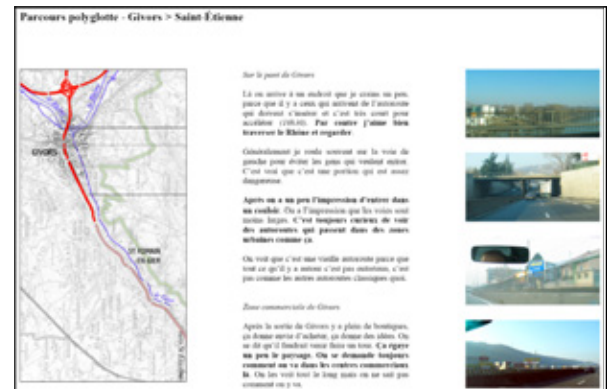 Parcours polyglotte - Givors > Saint-Étienne
GIVORS
ST ROMAIN
EN GIER
Sur le pont de Givors
Là on arrive à un endroit que je crains un peu,
parce que il y a ceux qui arrivent de l'autoroute
qui doivent s'insérer et c'est très court pour
accélérer Par contre j'aime bien
traverser le Rhône et regarder.
Généralement je roule souvent sur la voie de
gauche pour éviter les gens qui veulent entrer.
C'est vrai que c'est une portion qui est assez
dangereuse.
Après on a un peu l'impression d'entrer dans
un couloir. On a l'impression que les voies sont
moins larges. C'est toujours curieux de voir
des autoroutes qui passent dans des zones
urbaines comme ça.
On voit que c'est une vieille autoroute parce que
tout ce qu'il y a autour c'est pas autoroute, c'est
pas comme les autres autoroutes classiques quoi.
Zone commerciale de Givors
Après la sortie de Givors y a plein de boutiques,
ça donne envie d'acheter, ça donne des idées. On
se dit qu'il faudrait venir faire un tour. Ça égaye
un peu le paysage. On se demande toujours
comment on va dans les centres commerciaux
là. On les voit tout le long mais on ne sait pas
comment on y va.